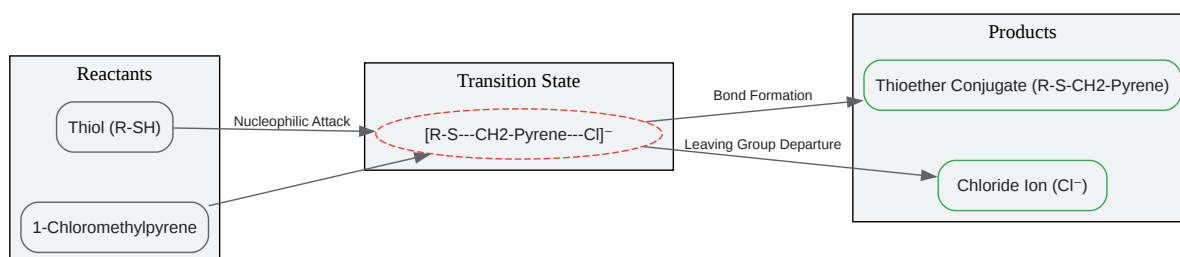 Reactants
Thiol (R-SH)
1-Chloromethylpyrene
Nucleophilic Attack
Transition State
[R-S---CH2-Pyrene---Cl]⁻
Bond Formation
Leaving Group Departure
Products
Thioether Conjugate (R-S-CH2-Pyrene)
Chloride Ion (Cl⁻)